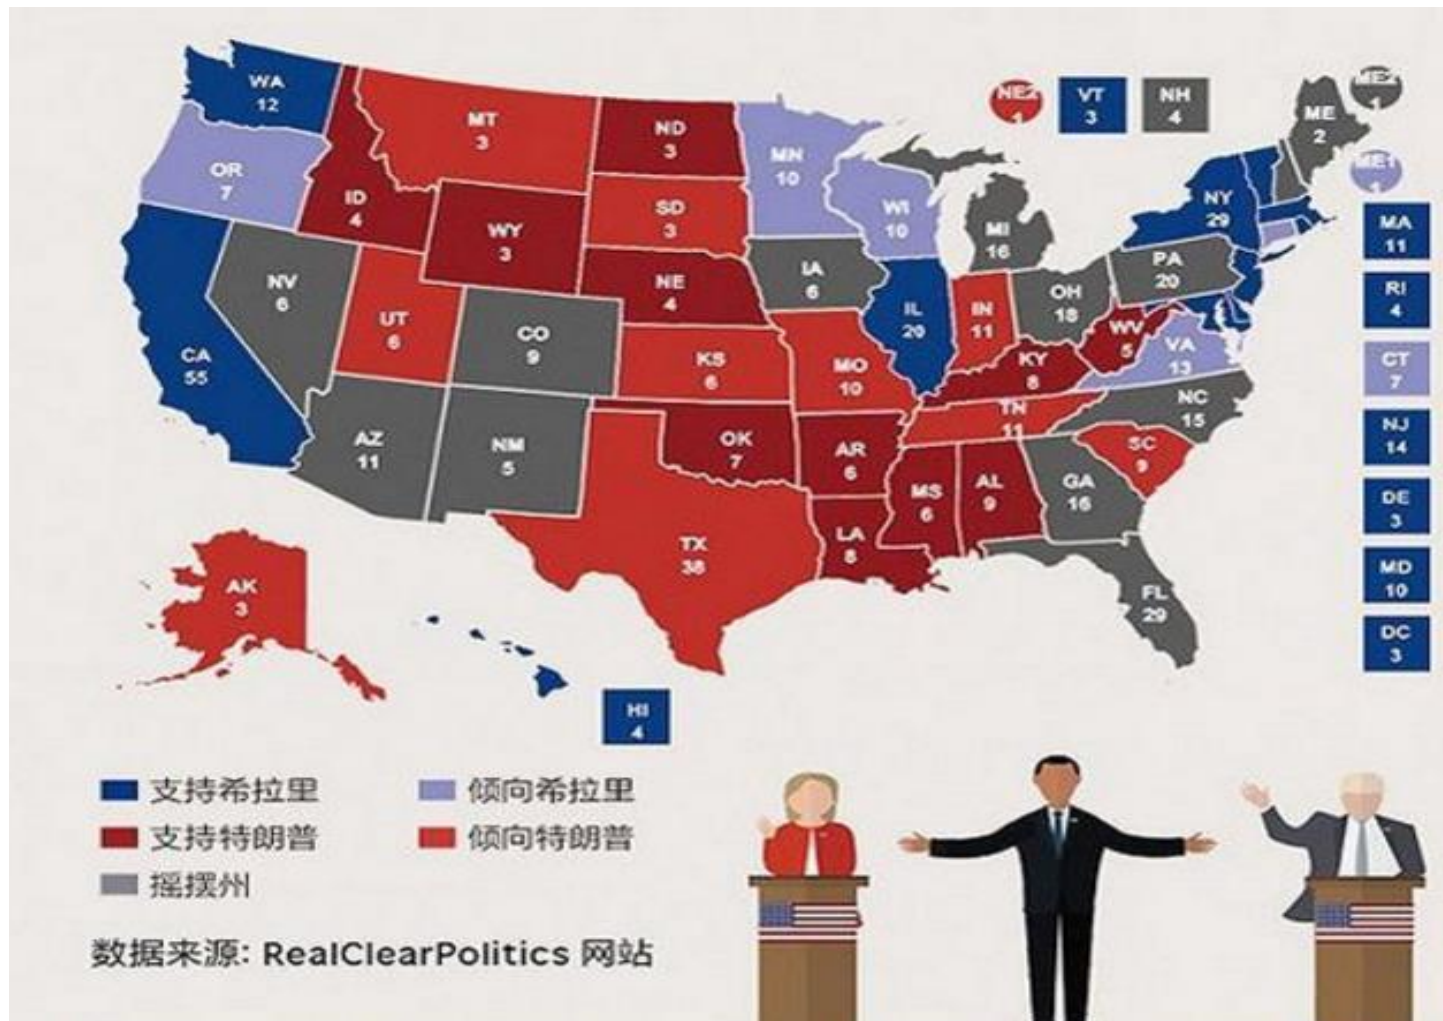 WA
12
OR
7
CA
55
NV
6
ID
4
MT
3
WY
3
UT
6
AZ
11
CO
9
NM
5
ND
3
SD
3
NE
4
KS
6
OK
7
TX
38
MN
10
IA
6
MO
10
AR
6
LA
8
WI
10
IL
20
MI
16
IN
11
OH
18
KY
8
TN
11
MS
6
AL
9
GA
16
FL
29
SC
9
NC
15
VA
13
WV
5
PA
20
NY
29
ME
2
NE2
1
VT
3
NH
4
ME2
1
ME1
1
MA
11
RI
4
CT
7
NJ
14
DE
3
MD
10
DC
3
AK
3
HI
4
支持希拉里
倾向希拉里
支持特朗普
倾向特朗普
摇摆州
数据来源: RealClearPolitics 网站